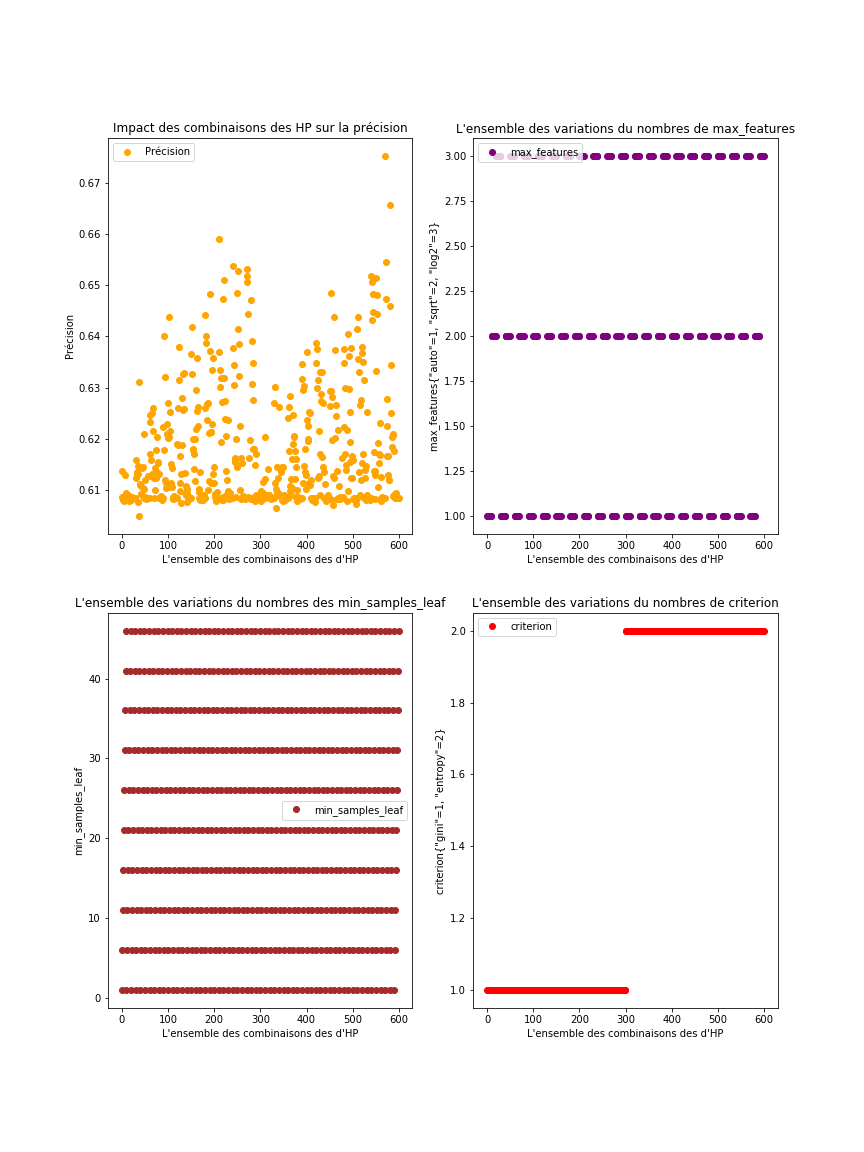 Impact des combinaisons des HP sur la précision
Précision
0.67
0.66
0.65
0.64
0.63
0.62
0.61
Précision
0 100 200 300 400 500 600
L'ensemble des combinaisons des d'HP
L'ensemble des variations du nombres de max_features
max_features
3.00
2.75
2.50
2.25
2.00
1.75
1.50
1.25
1.00
max_features{"auto"=1, "sqrt"=2, "log2"=3}
0 100 200 300 400 500 600
L'ensemble des combinaisons des d'HP
L'ensemble des variations du nombres des min_samples_leaf
40
30
20
10
0
min_samples_leaf
min_samples_leaf
0 100 200 300 400 500 600
L'ensemble des combinaisons des d'HP
L'ensemble des variations du nombres de criterion
criterion
2.0
1.8
1.6
1.4
1.2
1.0
criterion{"gini"=1, "entropy"=2}
0 100 200 300 400 500 600
L'ensemble des combinaisons des d'HP